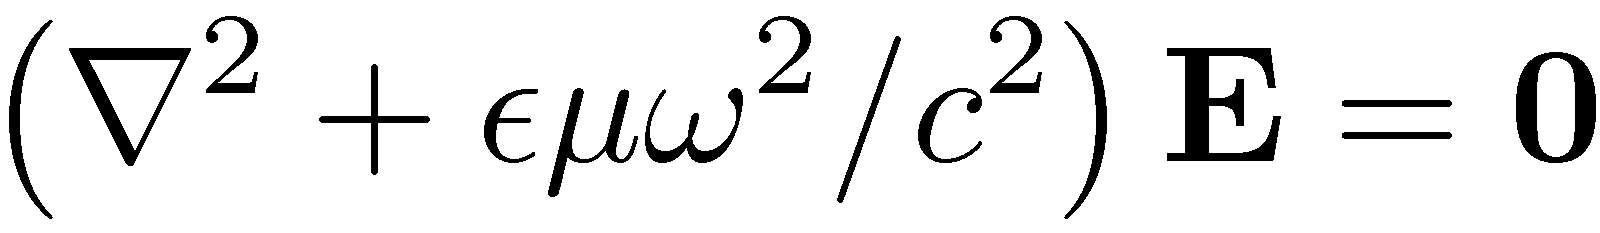 (∇² + ϵμω²/c²) 𝐄 = 𝟎